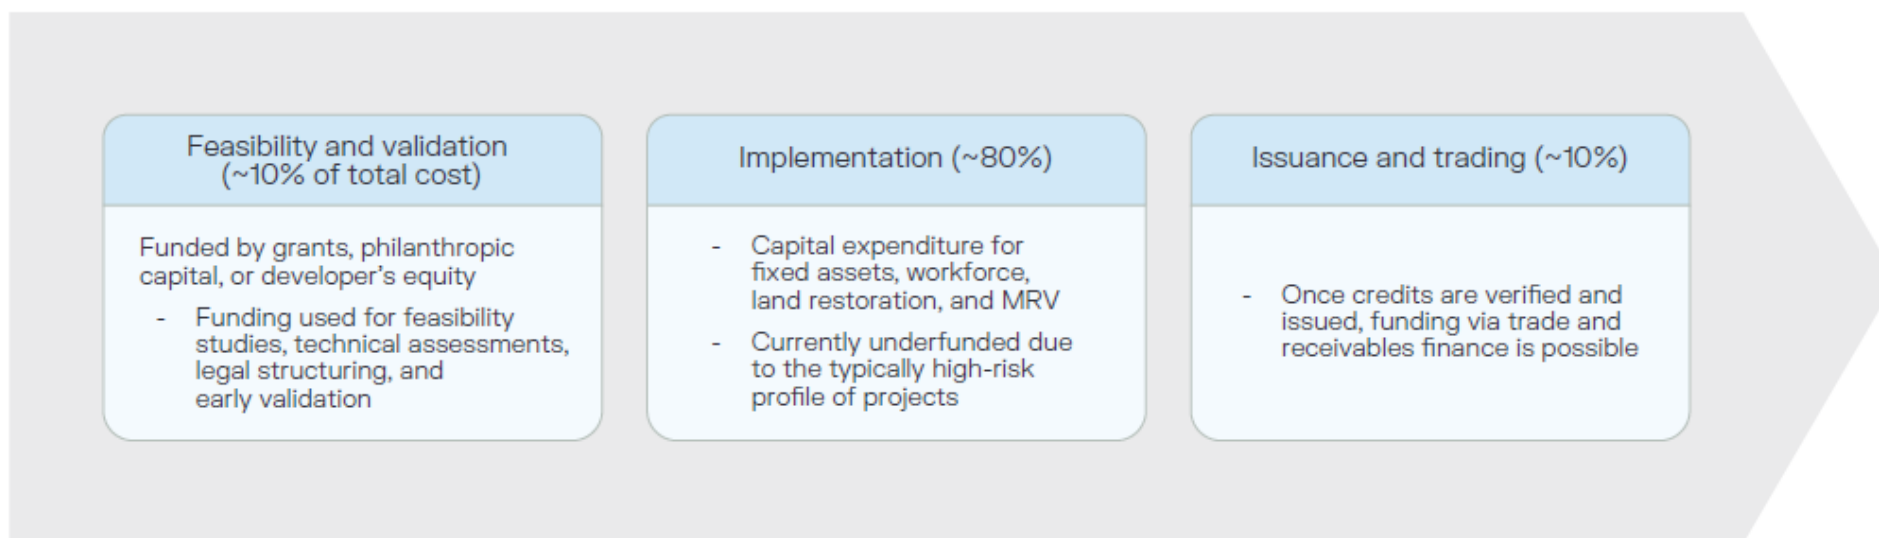 Feasibility and validation
(~10% of total cost)
Funded by grants, philanthropic
capital, or developer's equity
- Funding used for feasibility
studies, technical assessments,
legal structuring, and
early validation
Implementation (~80%)
- Capital expenditure for
fixed assets, workforce,
land restoration, and MRV
- Currently underfunded due
to the typically high-risk
profile of projects
Issuance and trading (~10%)
- Once credits are verified and
issued, funding via trade and
receivables finance is possible